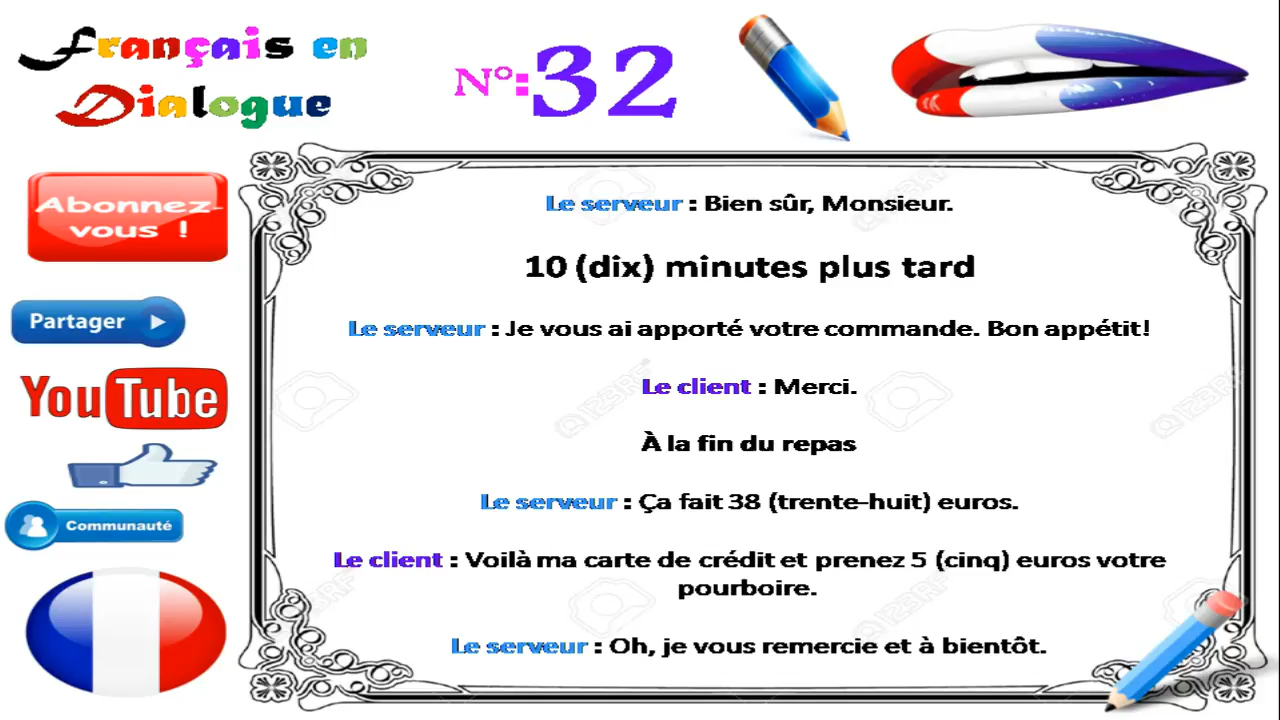 Français en
Dialogue
N°:32
Abonnez-
vous !
Partager
YouTube
Communauté
Le serveur : Bien sûr, Monsieur.
10 (dix) minutes plus tard
Le serveur : Je vous ai apporté votre commande. Bon appétit!
Le client : Merci.
À la fin du repas
Le serveur : Ça fait 38 (trente-huit) euros.
Le client : Voilà ma carte de crédit et prenez 5 (cinq) euros votre
pourboire.
Le serveur : Oh, je vous remercie et à bientôt.
123RF